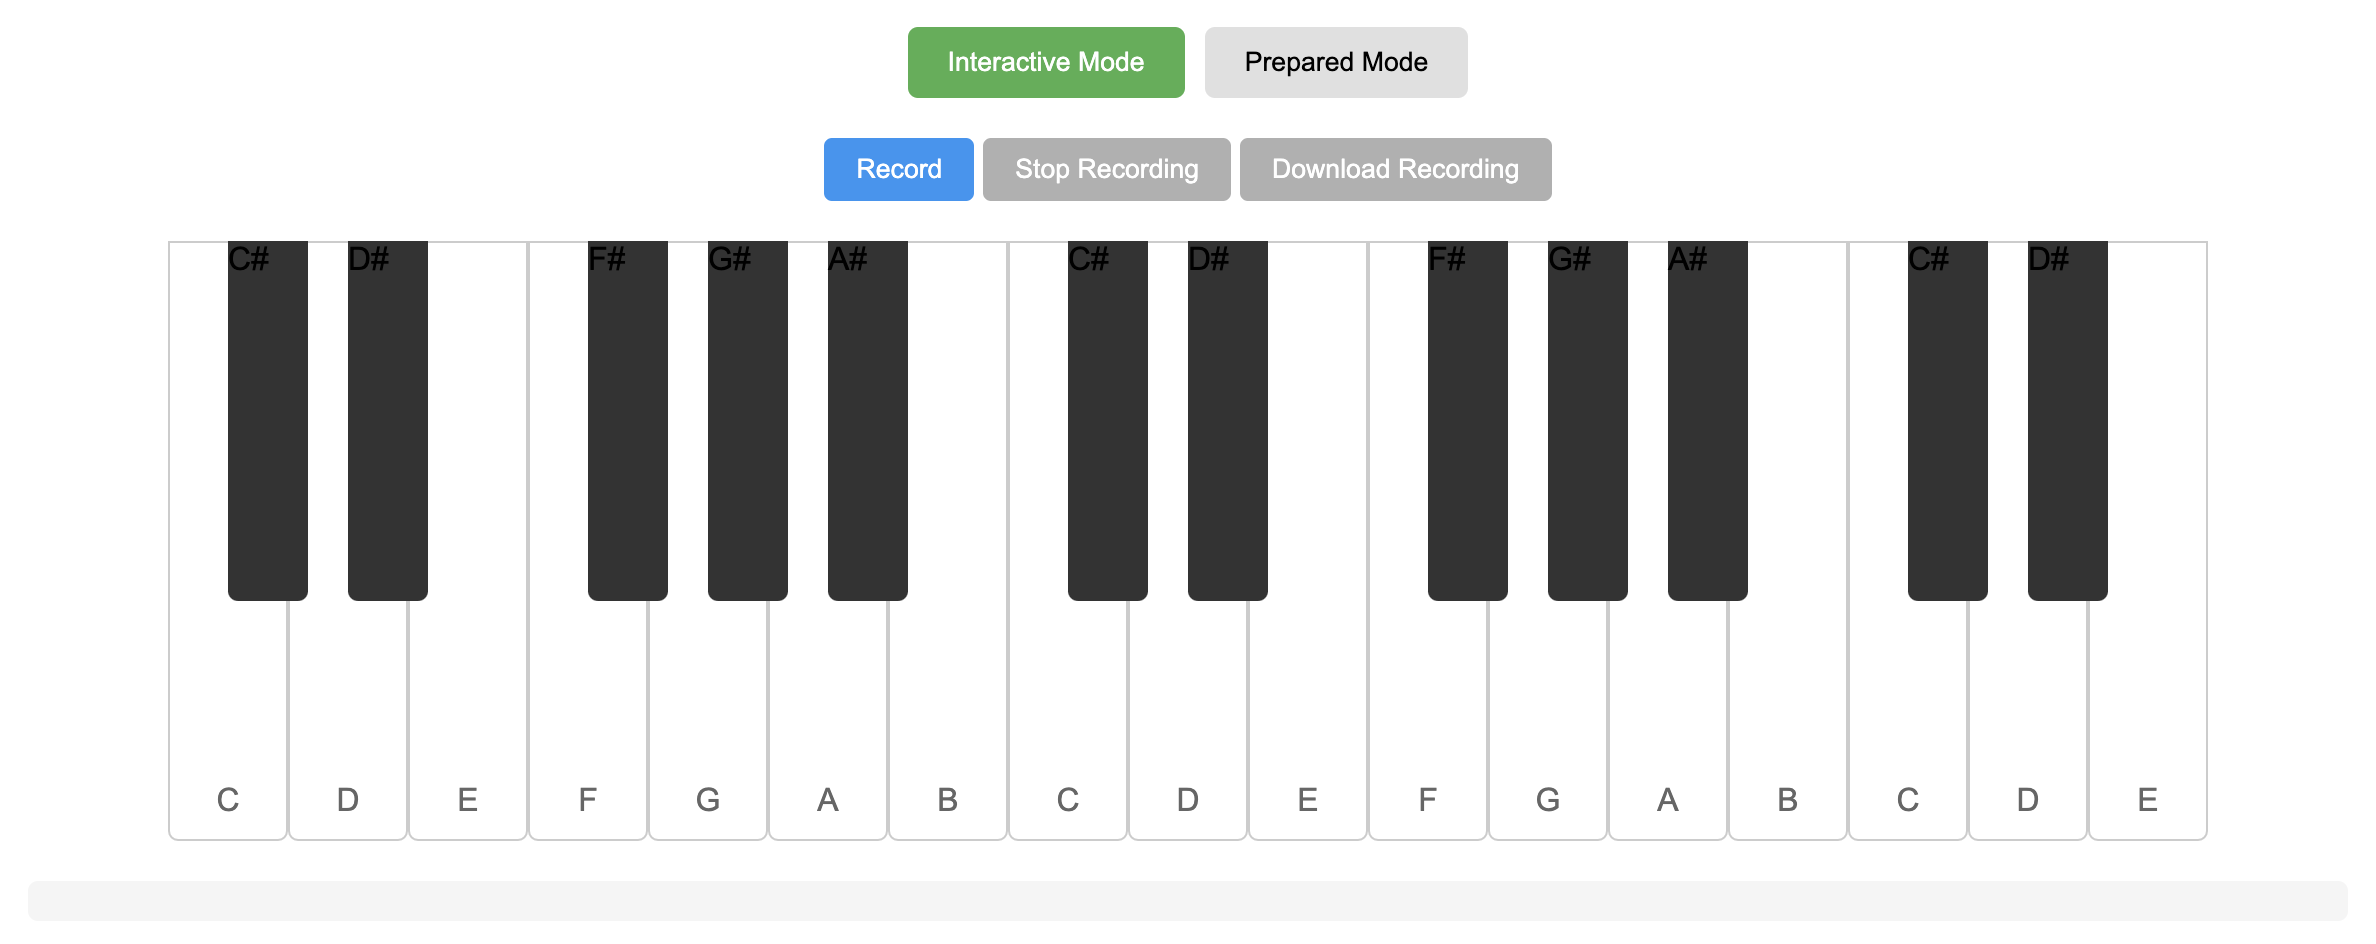 Interactive Mode Prepared Mode
Record Stop Recording Download Recording
C# D# F# G# A# C# D# F# G# A# C# D#
C D E F G A B C D E F G A B C D E